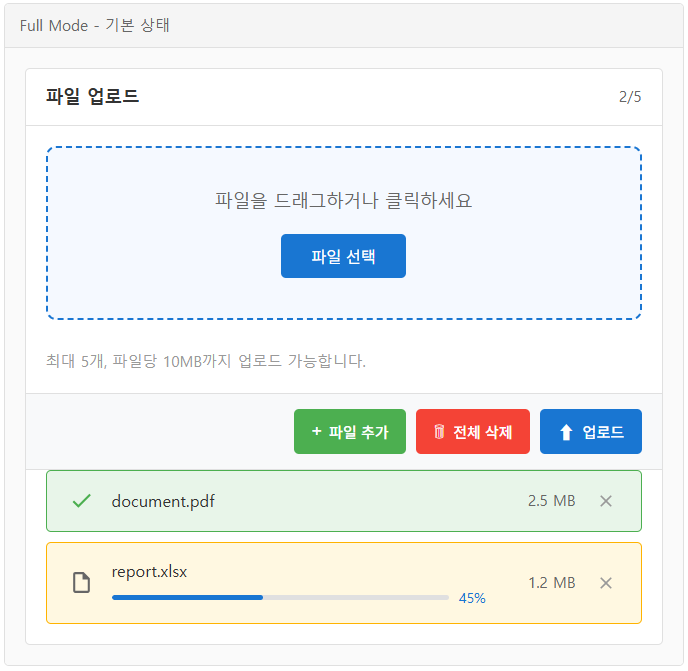 Full Mode - 기본 상태
파일 업로드
2/5
파일을 드래그하거나 클릭하세요
파일 선택
최대 5개, 파일당 10MB까지 업로드 가능합니다.
+ 파일 추가
전체 삭제
업로드
document.pdf
2.5 MB
report.xlsx
45%
1.2 MB